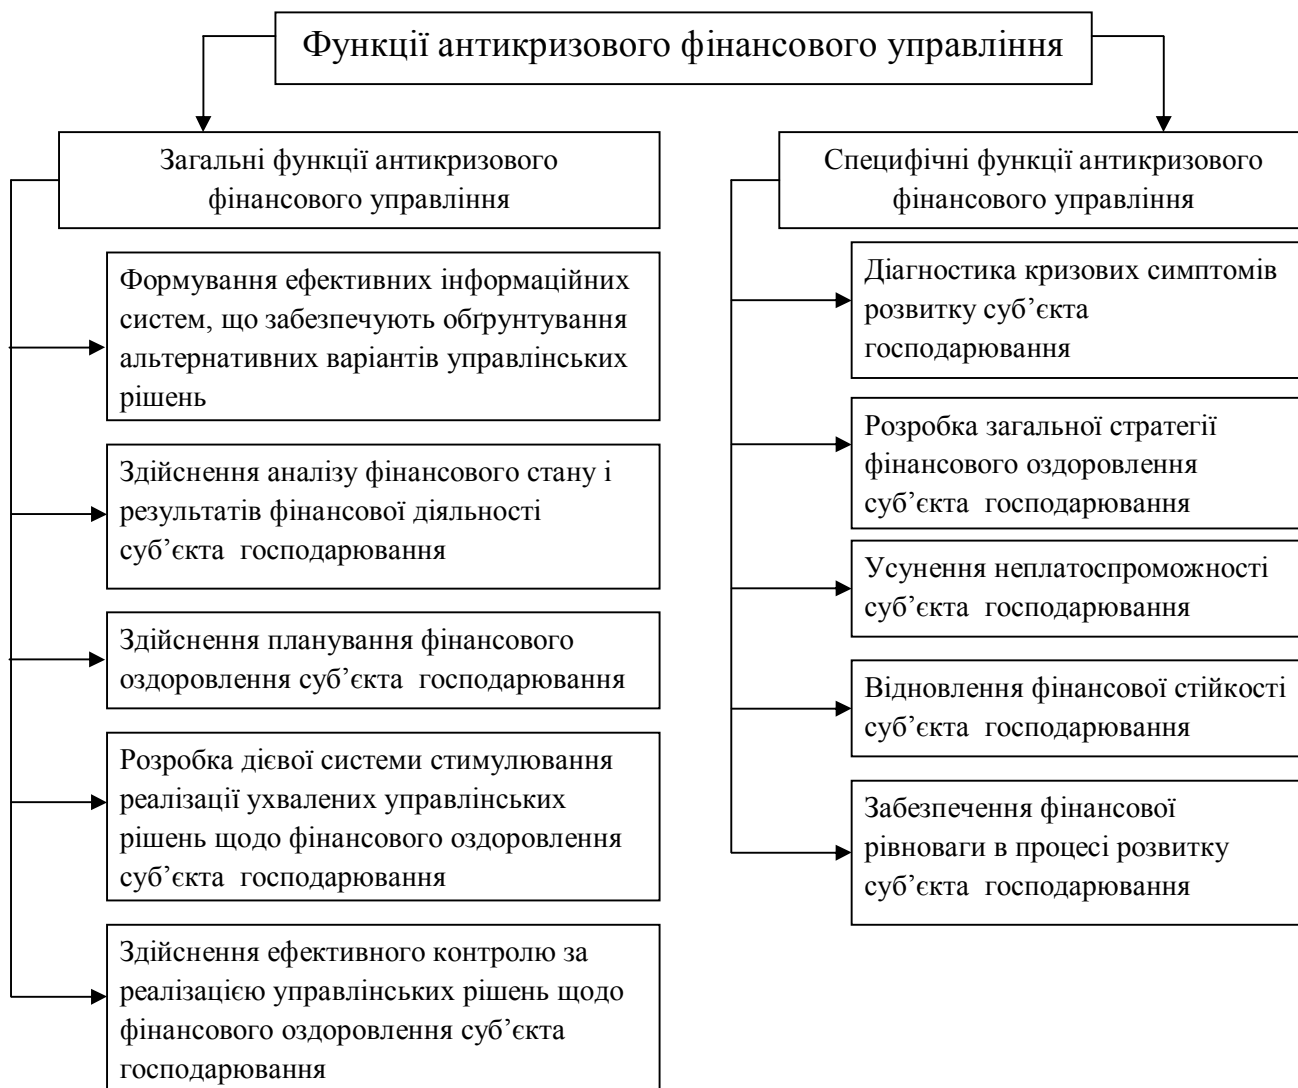 Функції антикризового фінансового управління
Загальні функції антикризового
фінансового управління
Формування ефективних інформаційних
систем, що забезпечують обґрунтування
альтернативних варіантів управлінських
рішень
Здійснення аналізу фінансового стану і
результатів фінансової діяльності
суб’єкта господарювання
Здійснення планування фінансового
оздоровлення суб’єкта господарювання
Розробка дієвої системи стимулювання
реалізації ухвалених управлінських
рішень щодо фінансового оздоровлення
суб’єкта господарювання
Здійснення ефективного контролю за
реалізацією управлінських рішень щодо
фінансового оздоровлення суб’єкта
господарювання
Специфічні функції антикризового
фінансового управління
Діагностика кризових симптомів
розвитку суб’єкта
господарювання
Розробка загальної стратегії
фінансового оздоровлення
суб’єкта господарювання
Усунення неплатоспроможності
суб’єкта господарювання
Відновлення фінансової стійкості
суб’єкта господарювання
Забезпечення фінансової
рівноваги в процесі розвитку
суб’єкта господарювання